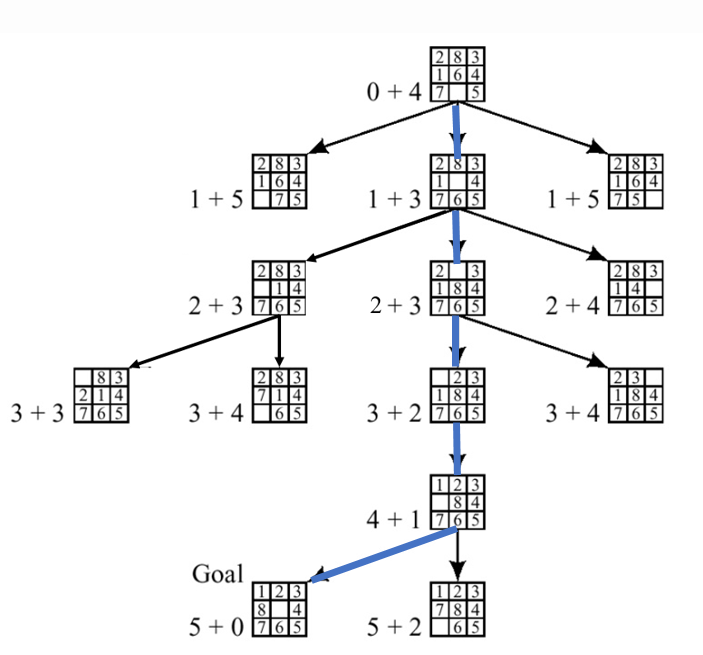 2 8 3
1 6 4
0 + 4 7 5
2 8 3 2 8 3 2 8 3
1 6 4 1 4 1 6 4
1 + 5 7 5 1 + 3 7 6 5 1 + 5 7 5
2 8 3 2 3 2 8 3
1 4 1 8 4 1 4
2 + 3 7 6 5 2 + 3 7 6 5 2 + 4 7 6 5
8 3 2 8 3 2 3 2 3
2 1 4 7 1 4 1 8 4 1 8 4
3 + 3 7 6 5 3 + 4 6 5 3 + 2 7 6 5 3 + 4 7 6 5
1 2 3
8 4
4 + 1 7 6 5
Goal
1 2 3 1 2 3
8 4 7 8 4
5 + 0 7 6 5 5 + 2 6 5